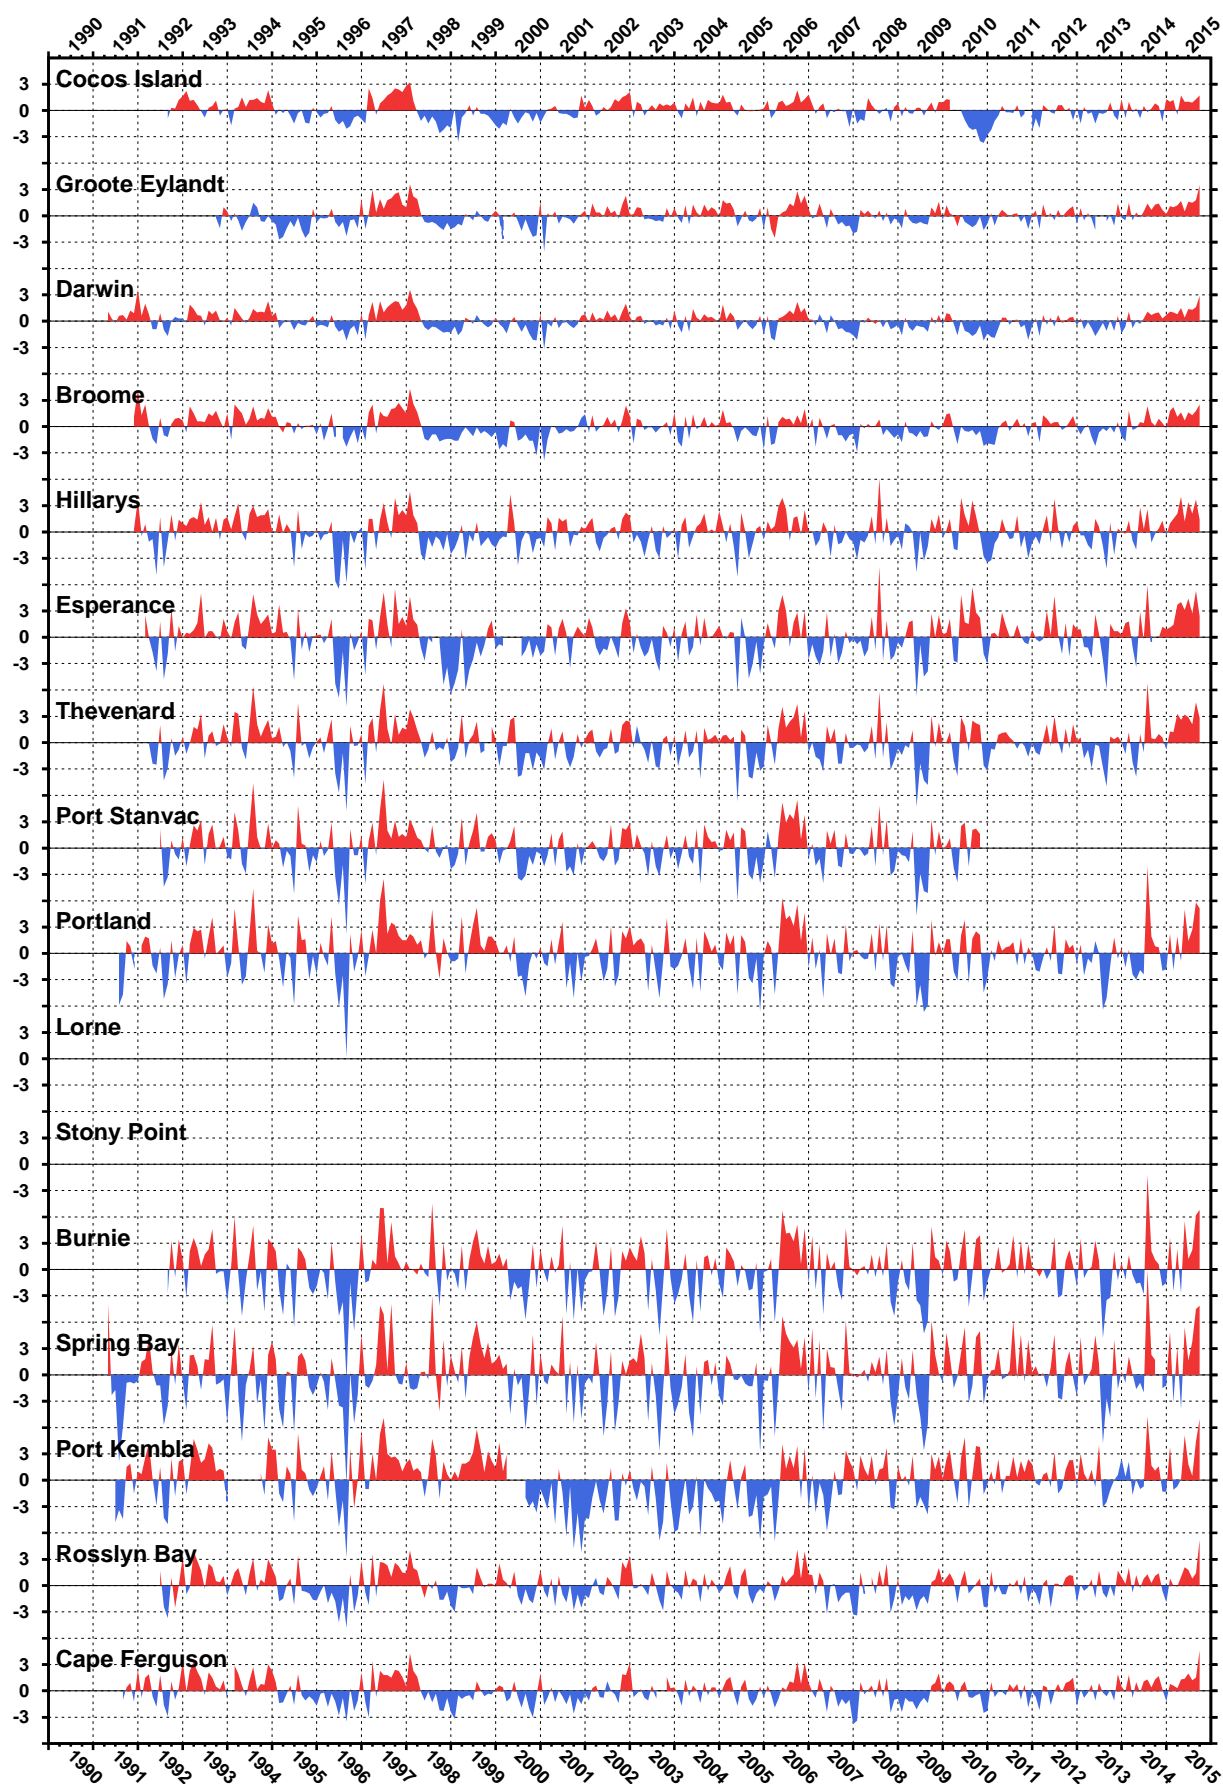 1990 1991 1992 1993 1994 1995 1996 1997 1998 1999 2000 2001 2002 2003 2004 2005 2006 2007 2008 2009 2010 2011 2012 2013 2014 2015
Cocos Island
3
0
-3
Groote Eylandt
3
0
-3
Darwin
3
0
-3
Broome
3
0
-3
Hillarys
3
0
-3
Esperance
3
0
-3
Thevenard
3
0
-3
Port Stanvac
3
0
-3
Portland
3
0
-3
Lorne
3
0
-3
Stony Point
3
0
-3
Burnie
3
0
-3
Spring Bay
3
0
-3
Port Kembla
3
0
-3
Rosslyn Bay
3
0
-3
Cape Ferguson
3
0
-3
1990 1991 1992 1993 1994 1995 1996 1997 1998 1999 2000 2001 2002 2003 2004 2005 2006 2007 2008 2009 2010 2011 2012 2013 2014 2015